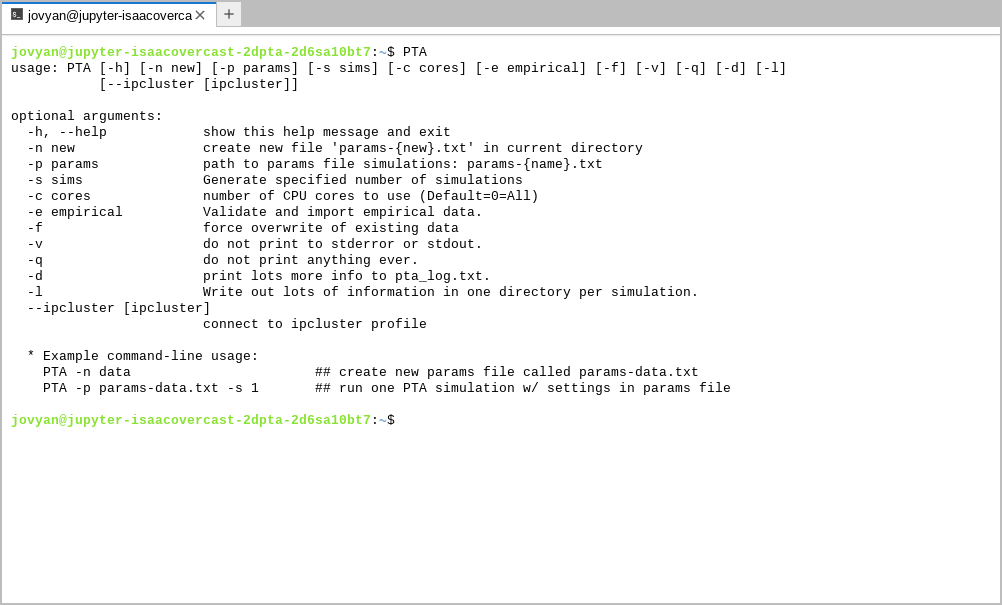 jovyan@jupyter-isaacoverca
jovyan@jupyter-isaacovercast-2dpta-2d6sa10bt7:~$ PTA
usage: PTA [-h] [-n new] [-p params] [-s sims] [-c cores] [-e empirical] [-f] [-v] [-q] [-d] [-l]
           [--ipcluster [ipcluster]]

optional arguments:
  -h, --help            show this help message and exit
  -n new                create new file 'params-{new}.txt' in current directory
  -p params             path to params file simulations: params-{name}.txt
  -s sims               Generate specified number of simulations
  -c cores              number of CPU cores to use (Default=0=All)
  -e empirical          Validate and import empirical data.
  -f                    force overwrite of existing data
  -v                    do not print to stderror or stdout.
  -q                    do not print anything ever.
  -d                    print lots more info to pta_log.txt.
  -l                    Write out lots of information in one directory per simulation.
  --ipcluster [ipcluster]
                        connect to ipcluster profile

  * Example command-line usage:
    PTA -n data                       ## create new params file called params-data.txt
    PTA -p params-data.txt -s 1       ## run one PTA simulation w/ settings in params file

jovyan@jupyter-isaacovercast-2dpta-2d6sa10bt7:~$